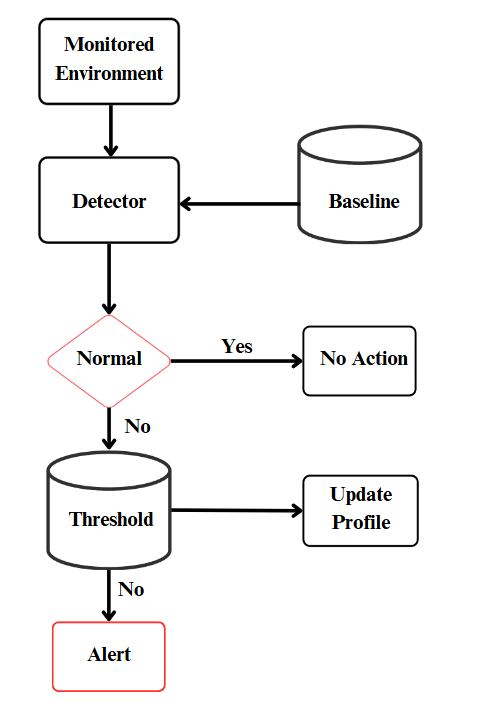 Monitored
Environment
Detector
Baseline
Normal
Yes
No Action
No
Threshold
Update
Profile
No
Alert